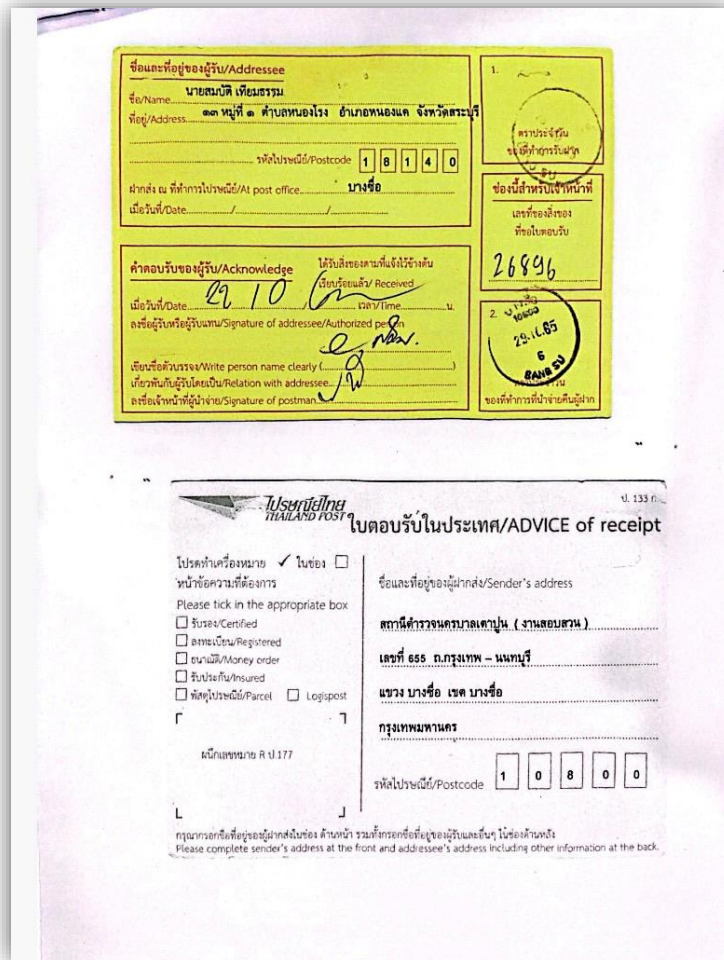 ชื่อและที่อยู่ของผู้รับ/Addressee
ชื่อ/Name นายสมบัติ เทียมธรรม
ที่อยู่/Address ๑๓ หมู่ที่ ๑ ตำบลหนองโรง อำเภอหนองแค จังหวัดสระบุรี
รหัสไปรษณีย์/Postcode 1 8 1 4 0
ฝากส่ง ณ ที่ทำการไปรษณีย์/At post office บางซื่อ
เมื่อวันที่/Date / /
1.
ตราประจำวัน
ของที่ทำการรับฝาก
ช่องนี้สำหรับเจ้าหน้าที่
เลขที่ของสิ่งของ
ที่ขอใบตอบรับ
26896
คำตอบรับของผู้รับ/Acknowledge
ได้รับสิ่งของตามที่แจ้งไว้ข้างต้น
เรียบร้อยแล้ว/ Received
เมื่อวันที่/Date เวลา/Time น.
ลงชื่อผู้รับหรือผู้รับแทน/Signature of addressee/Authorized person
เขียนชื่อตัวบรรจง/Write person name clearly ( )
เกี่ยวพันกับผู้รับโดยเป็น/Relation with addressee
ลงชื่อเจ้าหน้าที่ผู้นำจ่าย/Signature of postman
2.
10800
6
BANG SU
ของที่ทำการที่นำจ่ายคืนผู้ฝาก
ไปรษณีย์ไทย
THAILAND POST
ป. 133 ก
ใบตอบรับในประเทศ/ADVICE of receipt
โปรดทำเครื่องหมาย ✓ ในช่อง
หน้าข้อความที่ต้องการ
Please tick in the appropriate box
รับรอง/Certified
ลงทะเบียน/Registered
ธนาณัติ/Money order
รับประกัน/Insured
พัสดุไปรษณีย์/Parcel Logispost
ผนึกเลขหมาย R ป.177
ชื่อและที่อยู่ของผู้ฝากส่ง/Sender's address
สถานีตำรวจนครบาลเตาปูน ( งานสอบสวน )
เลขที่ 655 ถ.กรุงเทพ – นนทบุรี
แขวง บางซื่อ เขต บางซื่อ
กรุงเทพมหานคร
รหัสไปรษณีย์/Postcode 1 0 8 0 0
กรุณากรอกชื่อที่อยู่ของผู้ฝากส่งในช่อง ด้านหน้า รวมทั้งกรอกชื่อที่อยู่ของผู้รับและอื่นๆ ในช่องด้านหลัง
Please complete sender's address at the front and addressee's address including other information at the back.